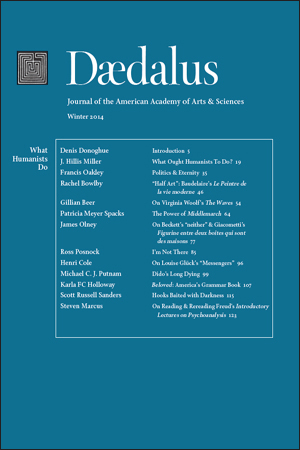 Dædalus
Journal of the American Academy of Arts & Sciences
Winter 2014
What Humanists Do
Denis Donoghue Introduction 5
J. Hillis Miller What Ought Humanists To Do? 19
Francis Oakley Politics & Eternity 35
Rachel Bowlby “Half Art”: Baudelaire’s Le Peintre de
la vie moderne 46
Gillian Beer On Virginia Woolf’s The Waves 54
Patricia Meyer Spacks The Power of Middlemarch 64
James Olney On Beckett’s “neither” & Giacometti’s
Figurine entre deux boîtes qui sont
des maisons 77
Ross Posnock I’m Not There 85
Henri Cole On Louise Glück’s “Messengers” 96
Michael C. J. Putnam Dido’s Long Dying 99
Karla FC Holloway Beloved: America’s Grammar Book 107
Scott Russell Sanders Hooks Baited with Darkness 115
Steven Marcus On Reading & Rereading Freud’s Introductory
Lectures on Psychoanalysis 123